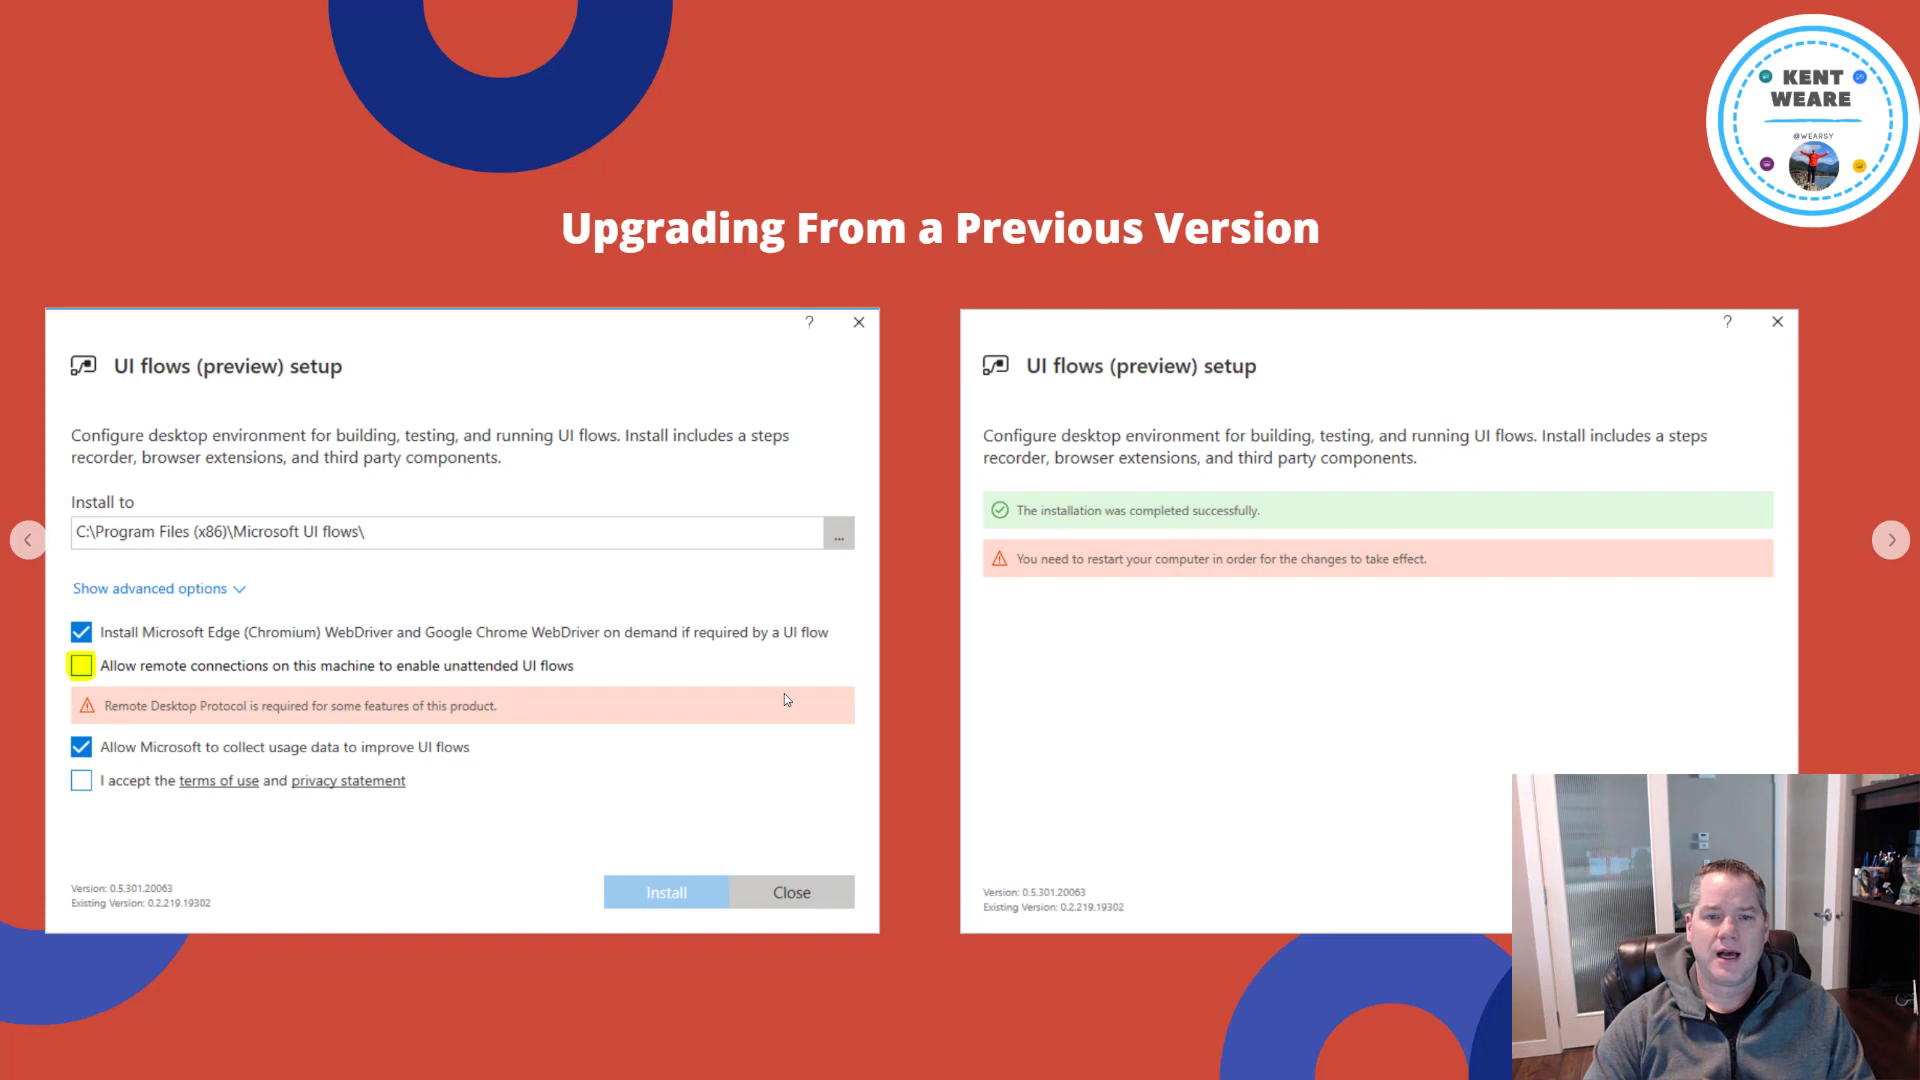 KENT
WEARE
@WEARSY
Upgrading From a Previous Version
?
UI flows (preview) setup
Configure desktop environment for building, testing, and running UI flows. Install includes a steps
recorder, browser extensions, and third party components.
Install to
C:\Program Files (x86)\Microsoft UI flows\
...
Show advanced options
Install Microsoft Edge (Chromium) WebDriver and Google Chrome WebDriver on demand if required by a UI flow
Allow remote connections on this machine to enable unattended UI flows
Remote Desktop Protocol is required for some features of this product.
Allow Microsoft to collect usage data to improve UI flows
I accept the terms of use and privacy statement
Version: 0.5.301.20063
Existing Version: 0.2.219.19302
Install
Close
?
UI flows (preview) setup
Configure desktop environment for building, testing, and running UI flows. Install includes a steps
recorder, browser extensions, and third party components.
The installation was completed successfully.
You need to restart your computer in order for the changes to take effect.
Version: 0.5.301.20063
Existing Version: 0.2.219.19302